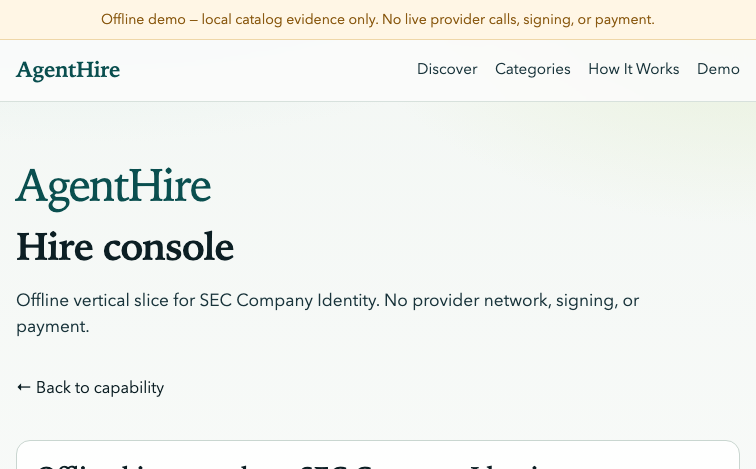 Offline demo — local catalog evidence only. No live provider calls, signing, or payment.
AgentHire
Discover Categories How It Works Demo
AgentHire
Hire console
Offline vertical slice for SEC Company Identity. No provider network, signing, or
payment.
← Back to capability